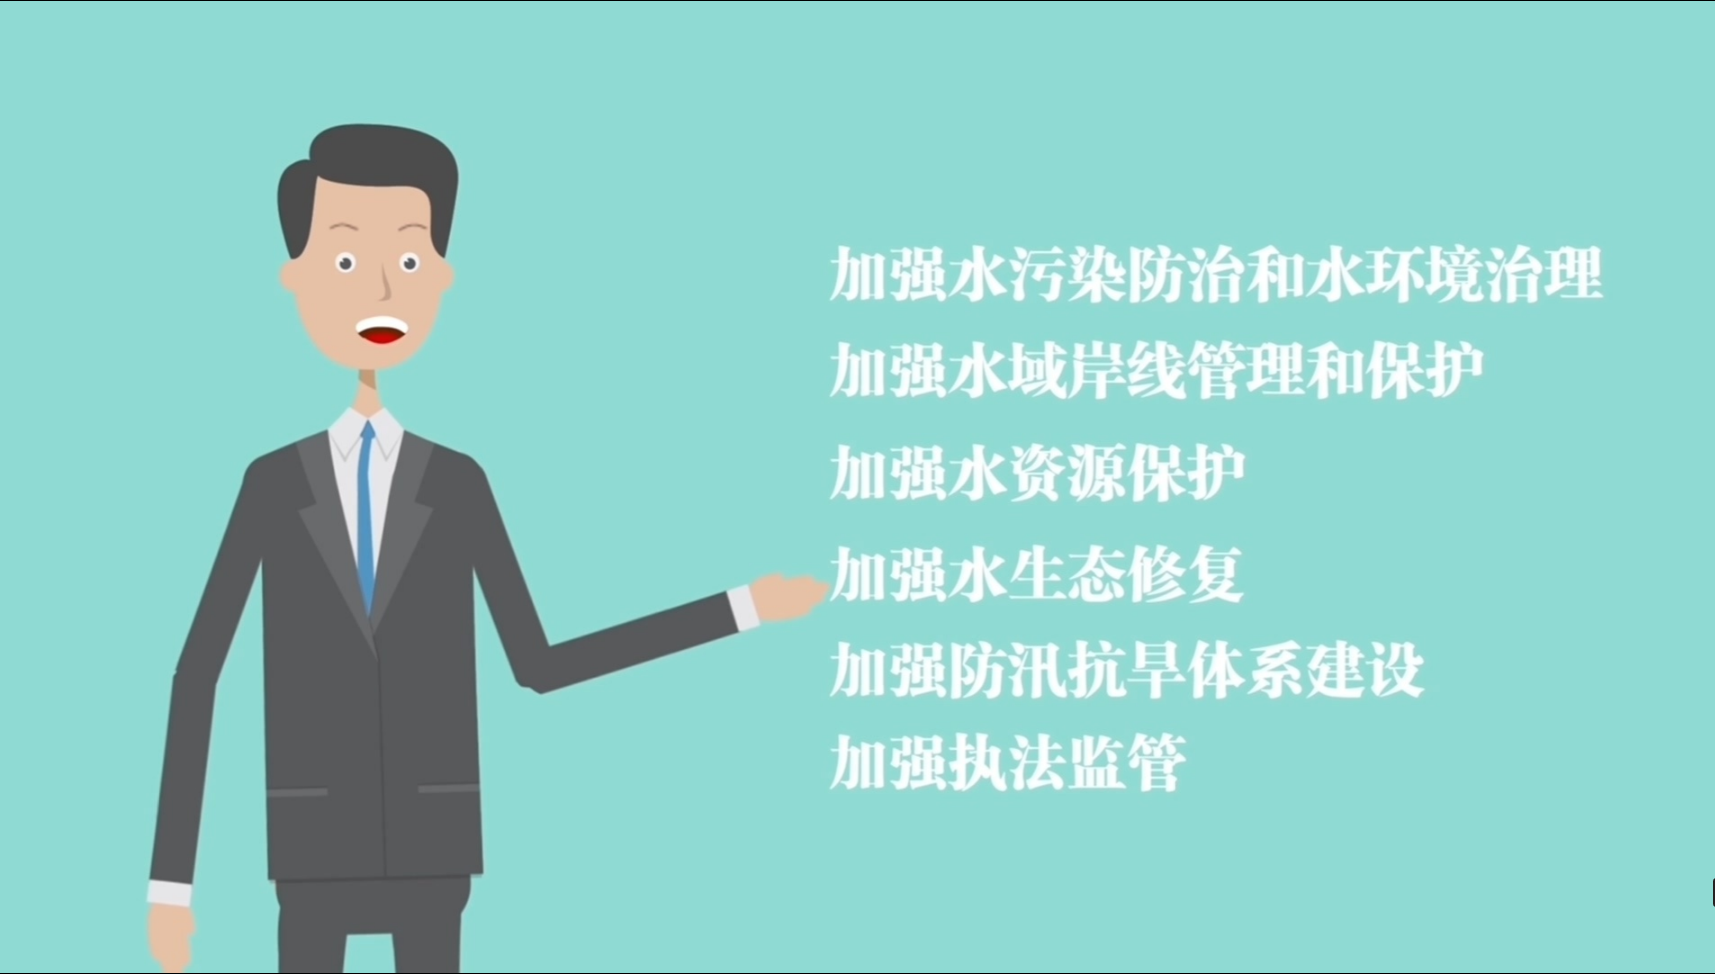 加强水污染防治和水环境治理
加强水域岸线管理和保护
加强水资源保护
加强水生态修复
加强防汛抗旱体系建设
加强执法监管